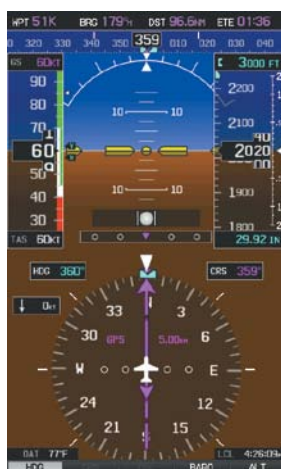 WPT 51K BRG 179°M DST 96.6NM ETE 01:36
320 330 359 010 020 030 040
GS 60KT 3000 FT
90 2200
80 2100
70
60 2020
50
40 1900
30 1800
TAS 60KT 29.92 IN
10 10
10 10
HDG 360° CRS 359°
0KT
33 N 3
30 GPS 5.00NM 6
W E
24 12
21 S 15
OAT 77°F LCL 4:26:09
HDG BARO ALT